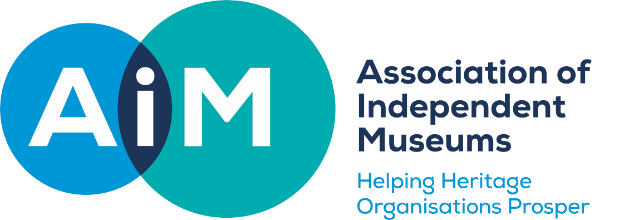 AiM
Association of
Independent
Museums
Helping Heritage
Organisations Prosper